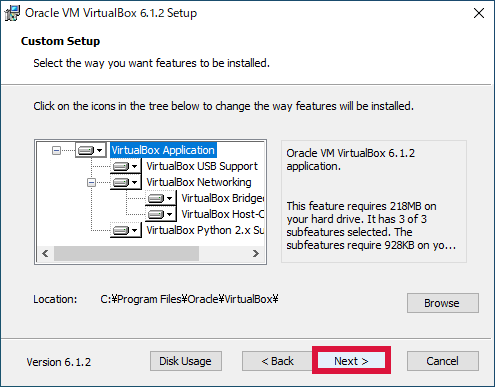 Oracle VM VirtualBox 6.1.2 Setup
Custom Setup
Select the way you want features to be installed.
Click on the icons in the tree below to change the way features will be installed.
VirtualBox Application
VirtualBox USB Support
VirtualBox Networking
VirtualBox Bridge
VirtualBox Host-O
VirtualBox Python 2.x Su
Oracle VM VirtualBox 6.1.2
application.
This feature requires 218MB on
your hard drive. It has 3 of 3
subfeatures selected. The
subfeatures require 928KB on yo...
Location: C:¥Program Files¥Oracle¥VirtualBox¥
Browse
Version 6.1.2
Disk Usage
< Back
Next >
Cancel